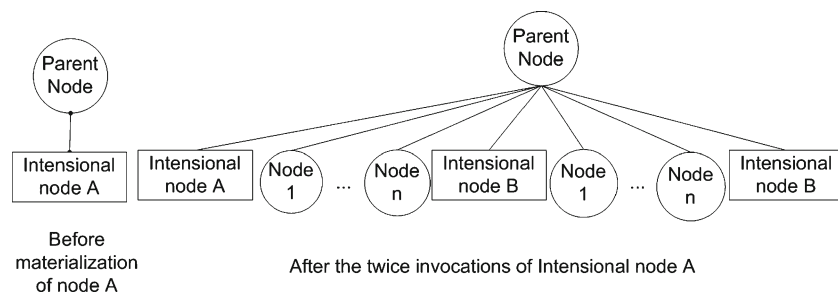 Parent
Node
Intensional
node A
Before
materialization
of node A
Parent
Node
Intensional
node A
Node
1
...
Node
n
Intensional
node B
Node
1
...
Node
n
Intensional
node B
After the twice invocations of Intensional node A